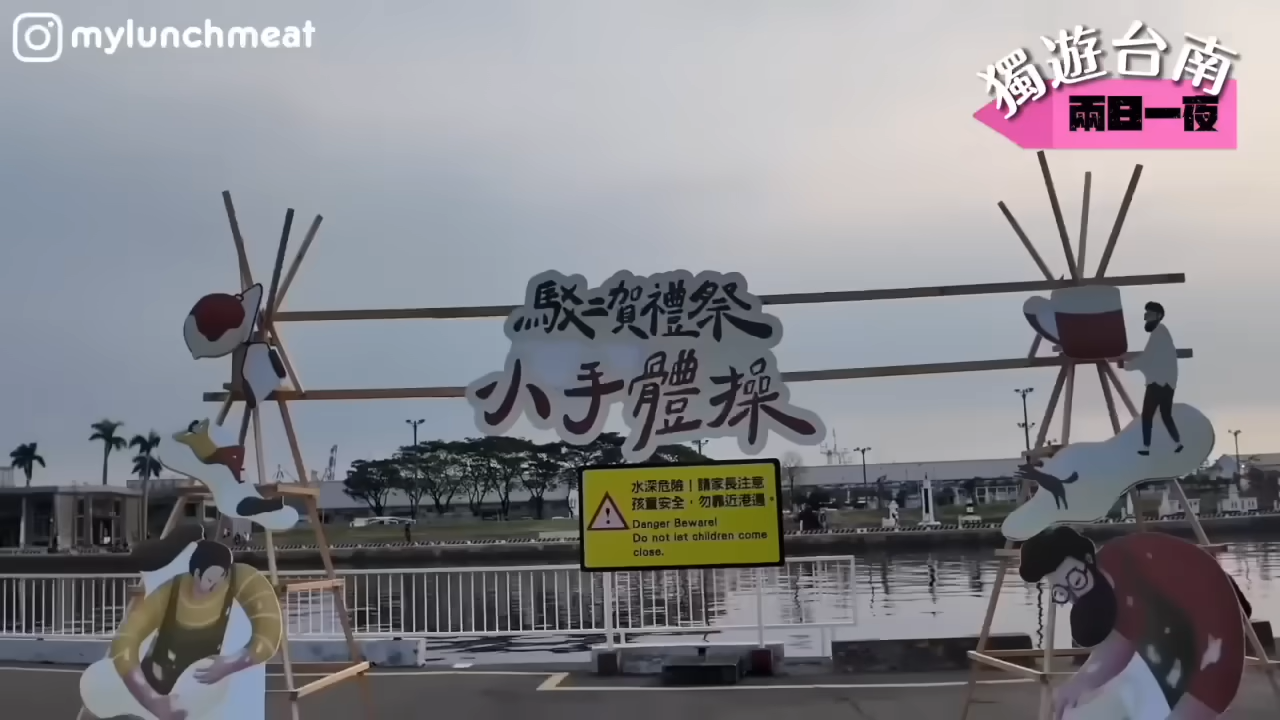 mylunchmeat
獨遊台南
兩日一夜
駁二賀禮祭
小手體操
水深危險！請家長注意
孩童安全，勿靠近港邊。
Danger Beware!
Do not let children come
close.